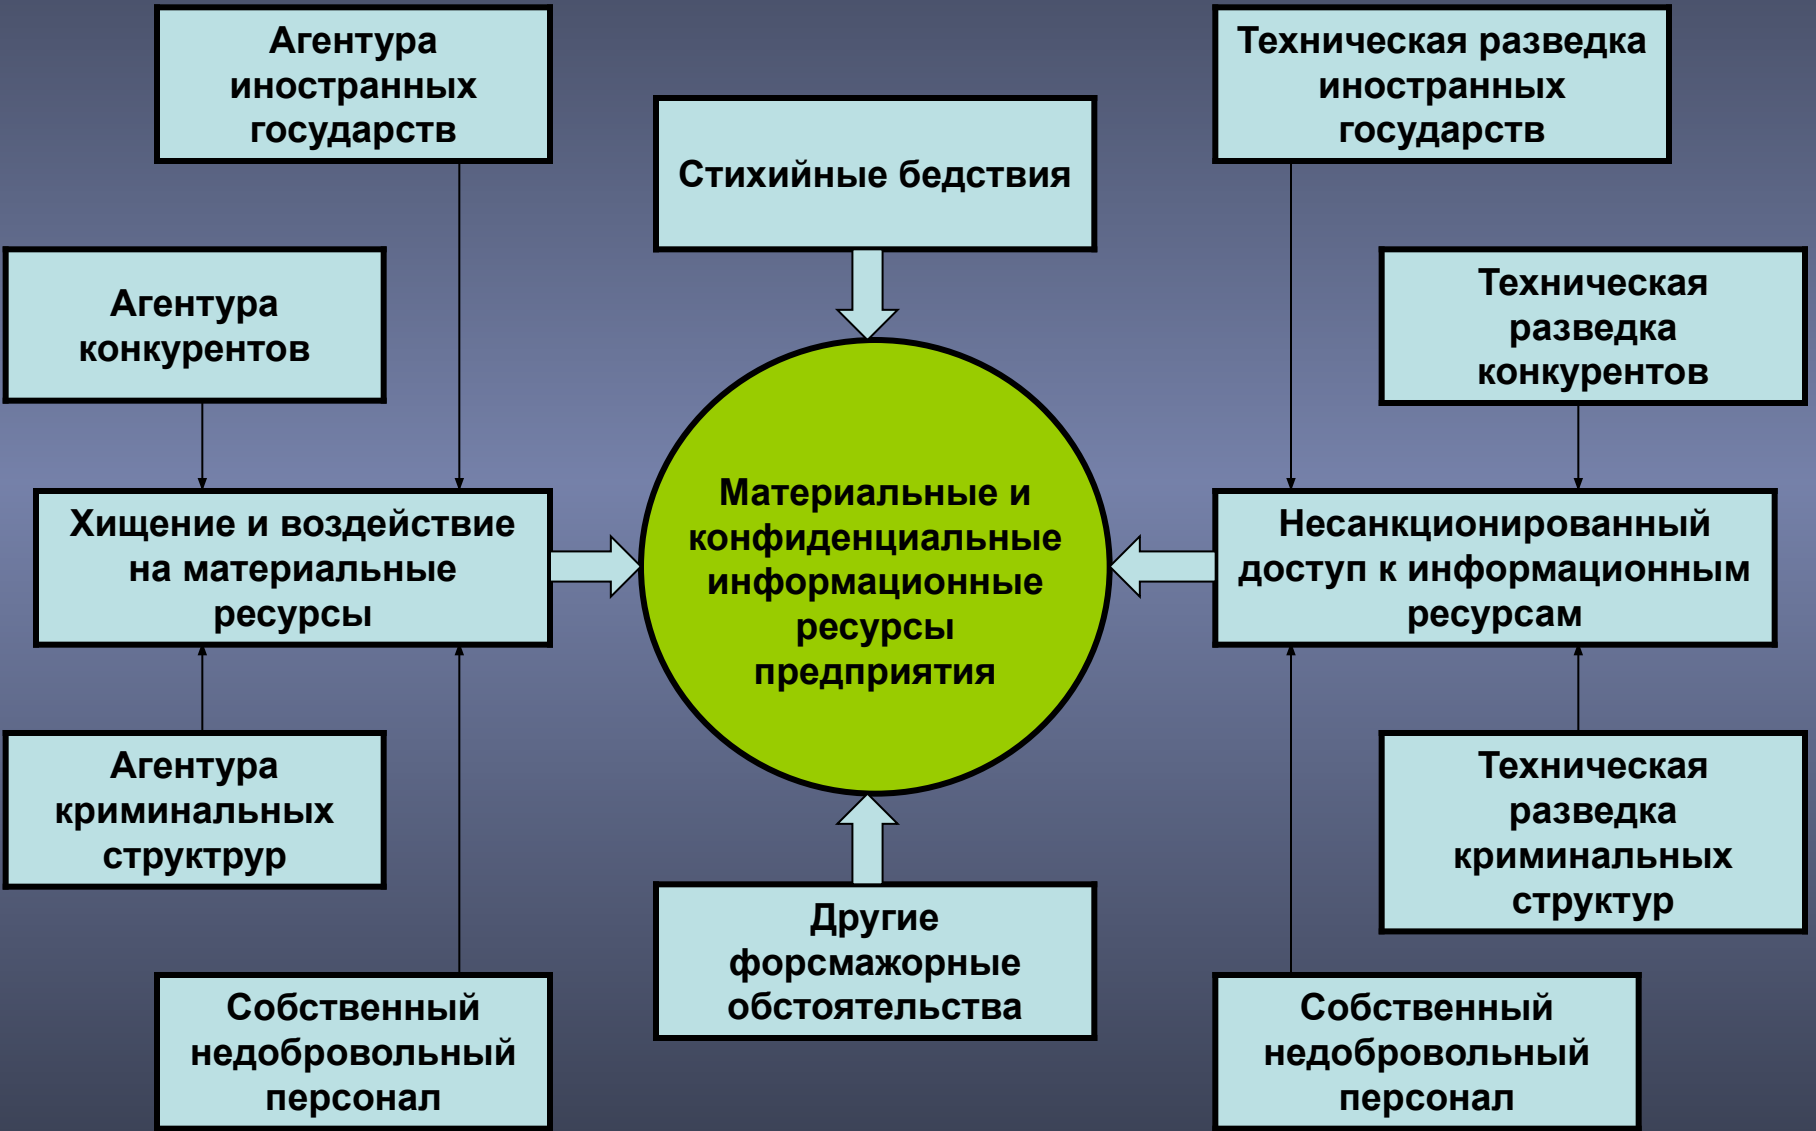 Агентура
иностранных
государств
Стихийные бедствия
Техническая разведка
иностранных
государств
Агентура
конкурентов
Техническая
разведка
конкурентов
Хищение и воздействие
на материальные
ресурсы
Материальные и
конфиденциальные
информационные
ресурсы
предприятия
Несанкционированный
доступ к информационным
ресурсам
Агентура
криминальных
структрур
Техническая
разведка
криминальных
структур
Другие
форсмажорные
обстоятельства
Собственный
недобровольный
персонал
Собственный
недобровольный
персонал